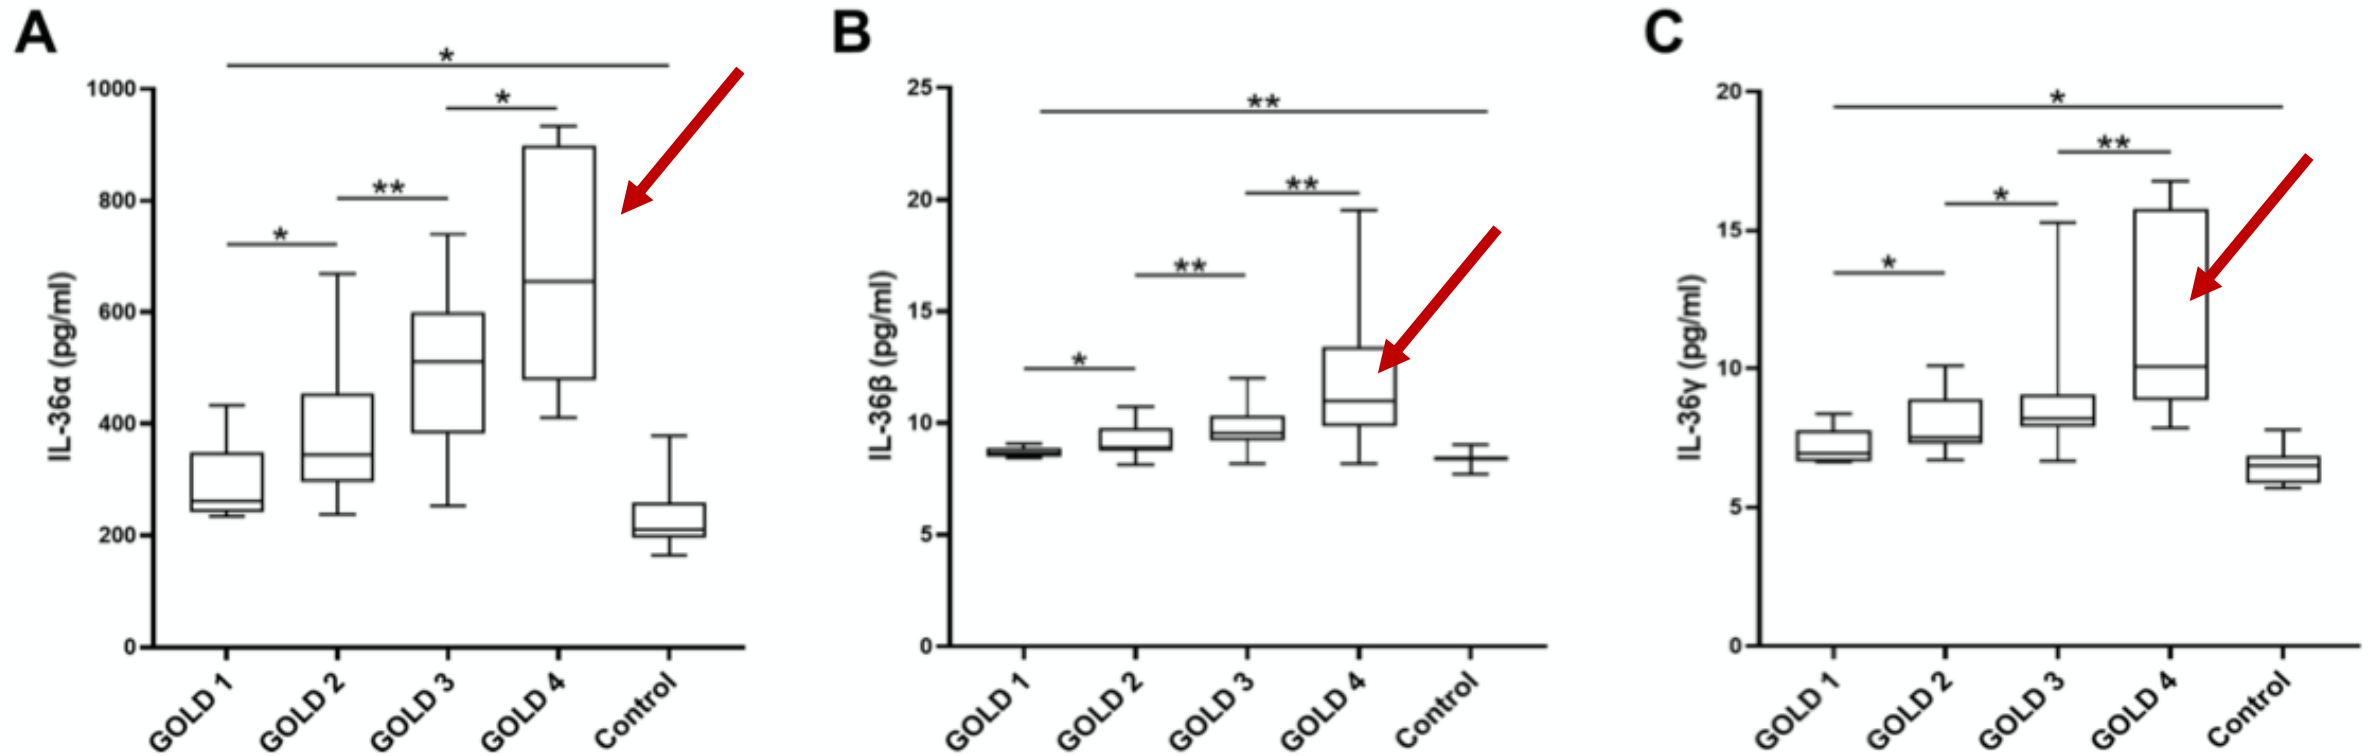 A
*
*
**
*
1000
800
600
400
200
0
IL-36α (pg/ml)
GOLD 1
GOLD 2
GOLD 3
GOLD 4
Control
B
**
**
**
*
25
20
15
10
5
0
IL-36β (pg/ml)
GOLD 1
GOLD 2
GOLD 3
GOLD 4
Control
C
*
**
*
*
20
15
10
5
0
IL-36γ (pg/ml)
GOLD 1
GOLD 2
GOLD 3
GOLD 4
Control